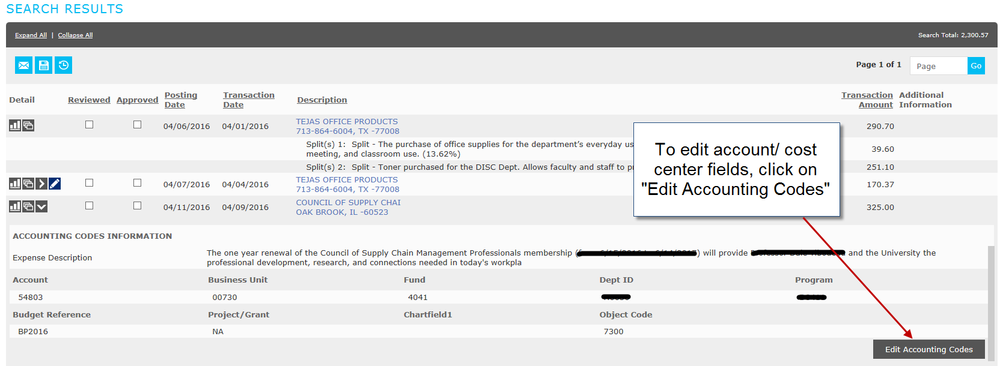 SEARCH RESULTS
Expand All | Collapse All
Search Total: 2,300.57
Page 1 of 1 Page Go
Detail Reviewed Approved Posting Date Transaction Date Description Transaction Amount Additional Information
04/06/2016 04/01/2016 TEJAS OFFICE PRODUCTS 290.70
713-864-6004, TX -77008
Split(s) 1: Split - The purchase of office supplies for the department's everyday us 39.60
meeting, and classroom use. (13.62%)
Split(s) 2: Split - Toner purchased for the DISC Dept. Allows faculty and staff to p 251.10
04/07/2016 04/04/2016 TEJAS OFFICE PRODUCTS 170.37
713-864-6004, TX -77008
04/11/2016 04/09/2016 COUNCIL OF SUPPLY CHAI 325.00
OAK BROOK, IL -60523
To edit account/ cost
center fields, click on
"Edit Accounting Codes"
ACCOUNTING CODES INFORMATION
Expense Description
The one year renewal of the Council of Supply Chain Management Professionals membership ( ) will provide and the University the
professional development, research, and connections needed in today's workpla
Account Business Unit Fund Dept ID Program
54803 00730 4041
Budget Reference Project/Grant Chartfield1 Object Code
BP2016 NA 7300
Edit Accounting Codes